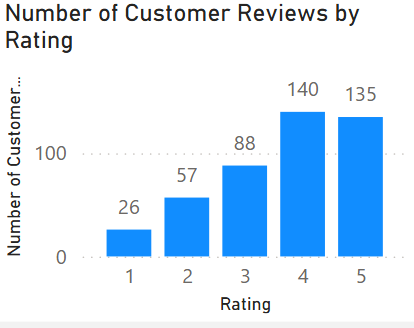 Number of Customer Reviews by
Rating
Number of Customer...
140
135
88
57
26
100
0
1 2 3 4 5
Rating